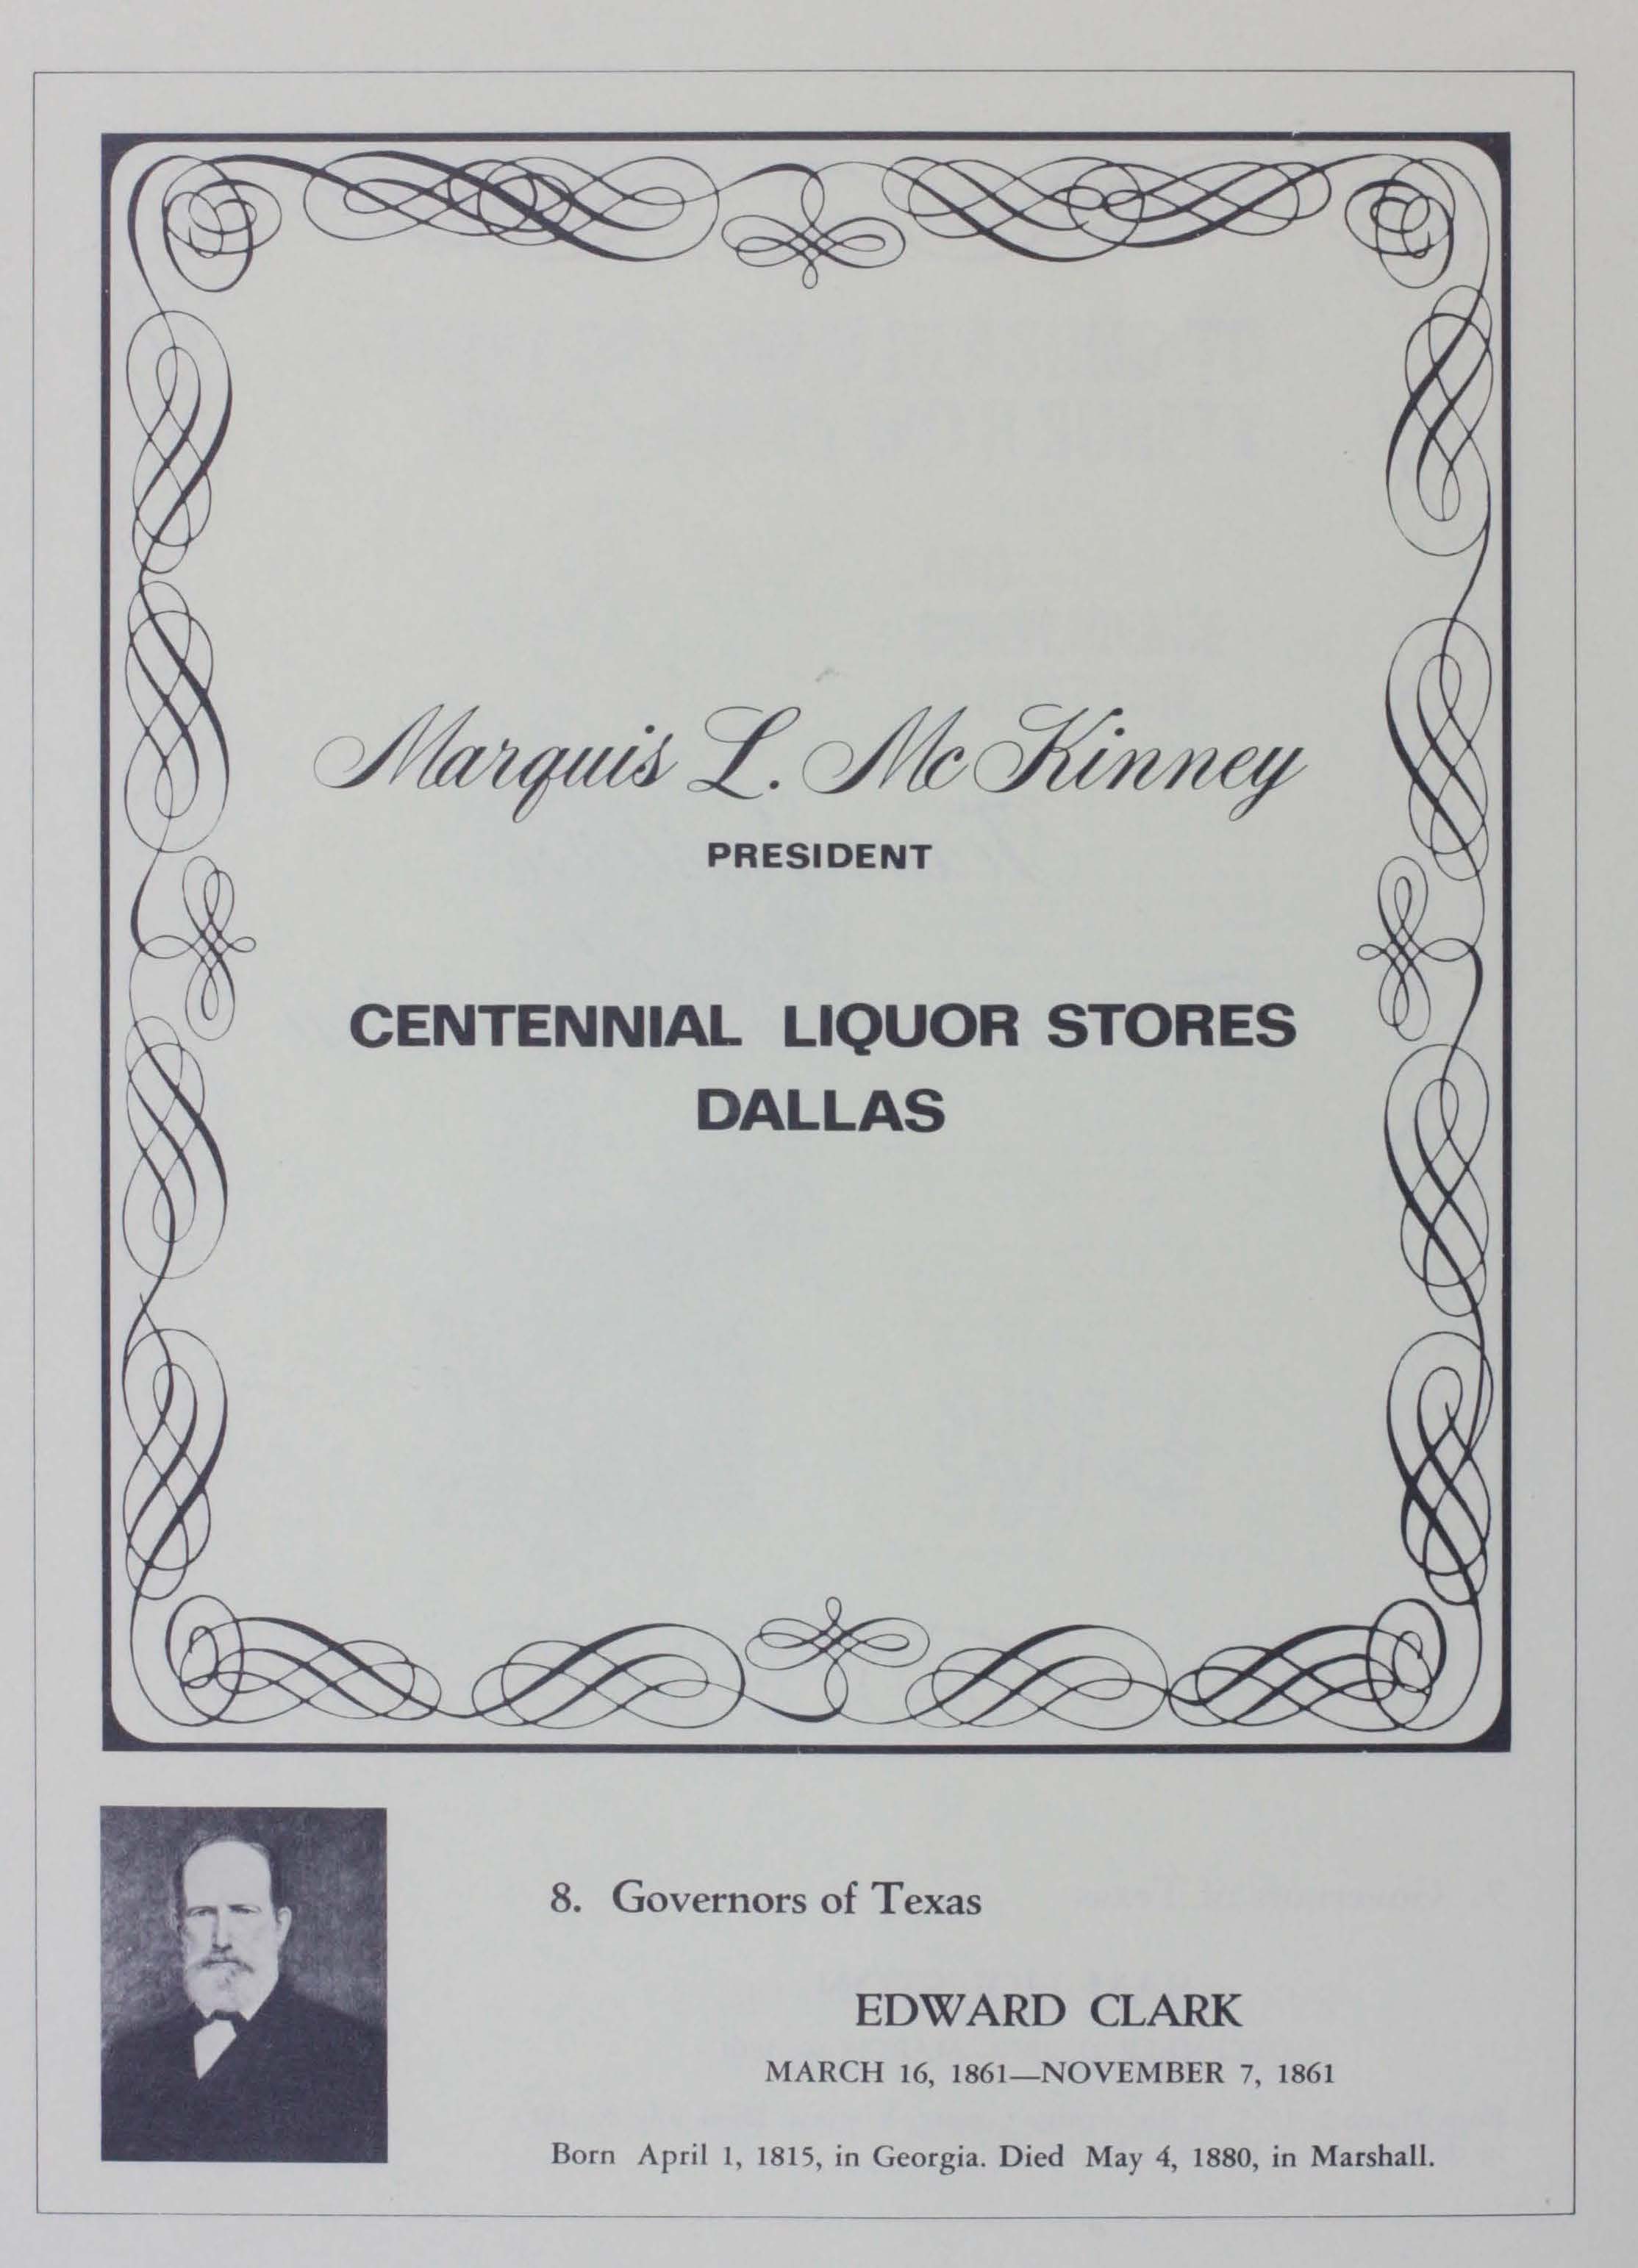 Marquis L. McKinney
PRESIDENT
CENTENNIAL LIQUOR STORES
DALLAS
8. Governors of Texas
EDWARD CLARK
MARCH 16, 1861—NOVEMBER 7, 1861
Born April 1, 1815, in Georgia. Died May 4, 1880, in Marshall.